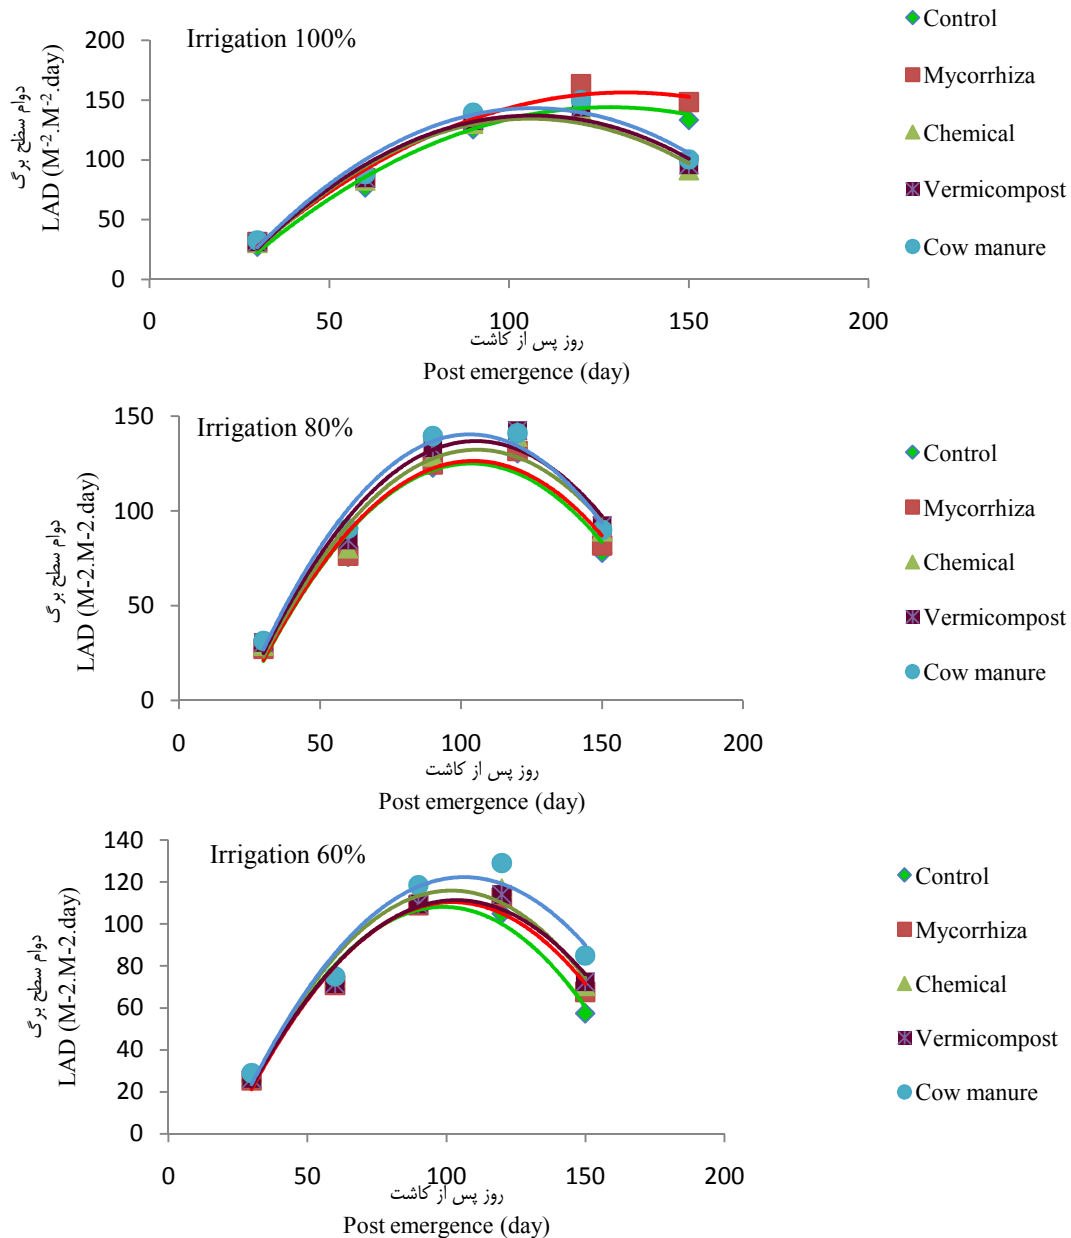 Irrigation 100%
200
150
100
50
0
دوام سطح برگ
LAD (M⁻².M⁻².day)
0 50 100 150 200
روز پس از کاشت
Post emergence (day)
Control
Mycorrhiza
Chemical
Vermicompost
Cow manure
Irrigation 80%
150
100
50
0
دوام سطح برگ
LAD (M-2.M-2.day)
0 50 100 150 200
روز پس از کاشت
Post emergence (day)
Control
Mycorrhiza
Chemical
Vermicompost
Cow manure
Irrigation 60%
140
120
100
80
60
40
20
0
دوام سطح برگ
LAD (M-2.M-2.day)
0 50 100 150 200
روز پس از کاشت
Post emergence (day)
Control
Mycorrhiza
Chemical
Vermicompost
Cow manure